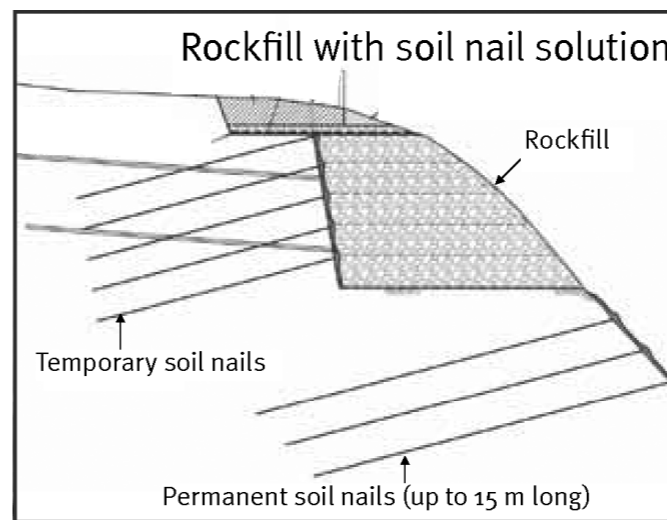 Rockfill with soil nail solution
Rockfill
Temporary soil nails
Permanent soil nails (up to 15 m long)